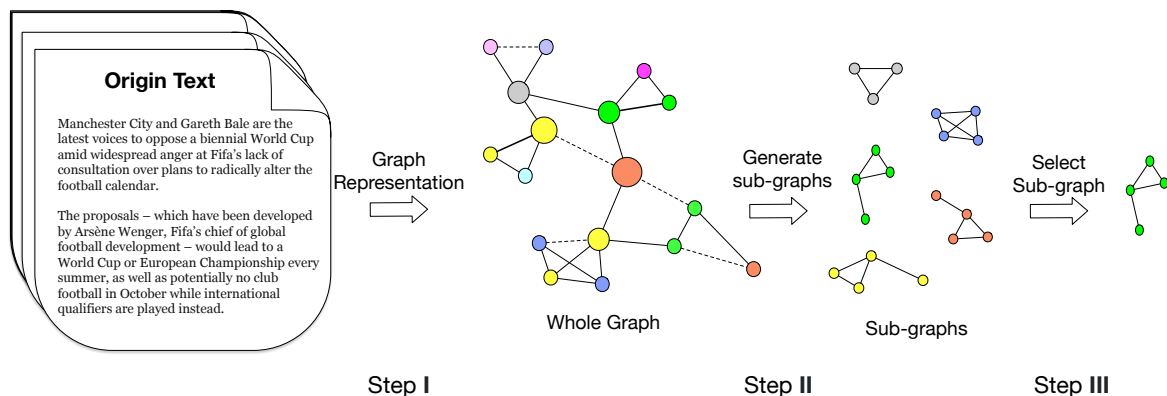 Origin Text
Manchester City and Gareth Bale are the
latest voices to oppose a biennial World Cup
amid widespread anger at Fifa's lack of
consultation over plans to radically alter the
football calendar.
The proposals – which have been developed
by Arsène Wenger, Fifa's chief of global
football development – would lead to a
World Cup or European Championship every
summer, as well as potentially no club
football in October while international
qualifiers are played instead.
Graph
Representation
Whole Graph
Generate
sub-graphs
Sub-graphs
Select
Sub-graph
Step I
Step II
Step III